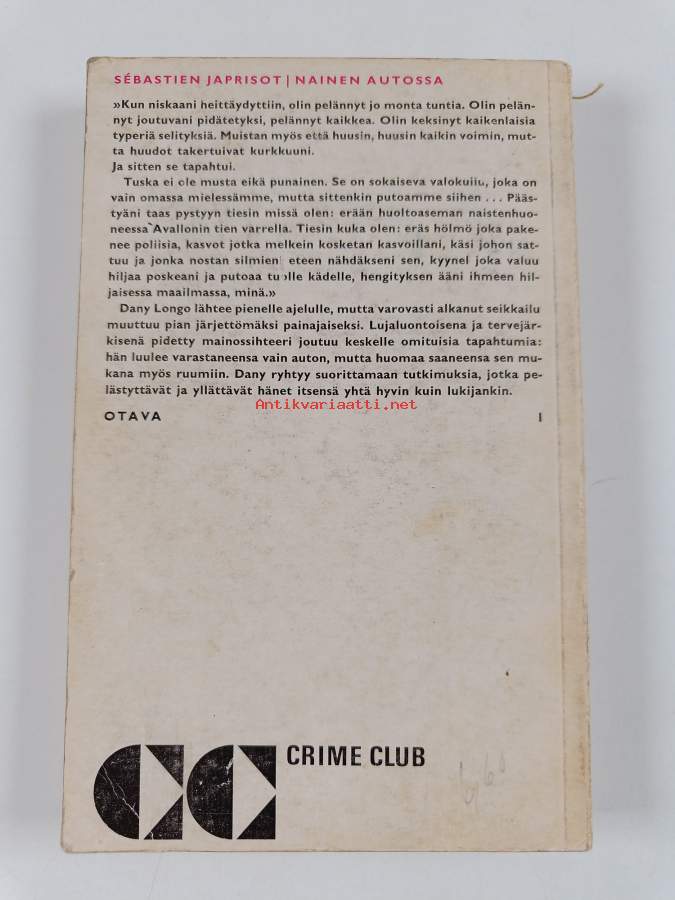 SÉBASTIEN JAPRISOT | NAINEN AUTOSSA
»Kun niskaani heittäydyttiin, olin pelännyt jo monta tuntia. Olin pelän-
nyt joutuvani pidätetyksi, pelännyt kaikkea. Olin keksinyt kaikenlaisia
typeriä selityksiä. Muistan myös että huusin, huusin kaikin voimin, mut-
ta huudot takertuivat kurkkuuni.
Ja sitten se tapahtui.
Tuska ei ole musta eikä punainen. Se on sokaiseva valokuilu, joka on
vain omassa mielessämme, mutta sittenkin putoamme siihen ... Pääs-
tyäni taas pystyyn tiesin missä olen: erään huoltoaseman naistenhuo-
neessa Avallonin tien varrella. Tiesin kuka olen: eräs hölmö joka pake-
nee poliisia, kasvot jotka melkein kosketan kasvoillani, käsi johon sat-
tuu ja jonka nostan silmieni eteen nähdäkseni sen, kyynel joka valuu
hiljaa poskeani ja putoaa tuolle kädelle, hengityksen ääni ihmeen hil-
jaisessa maailmassa, minä.»
Dany Longo lähtee pienelle ajelulle, mutta varovasti alkanut seikkailu
muuttuu pian järjettömäksi painajaiseksi. Lujaluontoisena ja tervejär-
kisenä pidetty mainossihteeri joutuu keskelle omituisia tapahtumia:
hän luulee varastaneensa vain auton, mutta huomaa saaneensa sen mu-
kana myös ruumiin. Dany ryhtyy suorittamaan tutkimuksia, jotka pe-
lästyttävät ja yllättävät hänet itsensä yhtä hyvin kuin lukijankin.
Antikvariaatti.net
OTAVA 1
CRIME CLUB